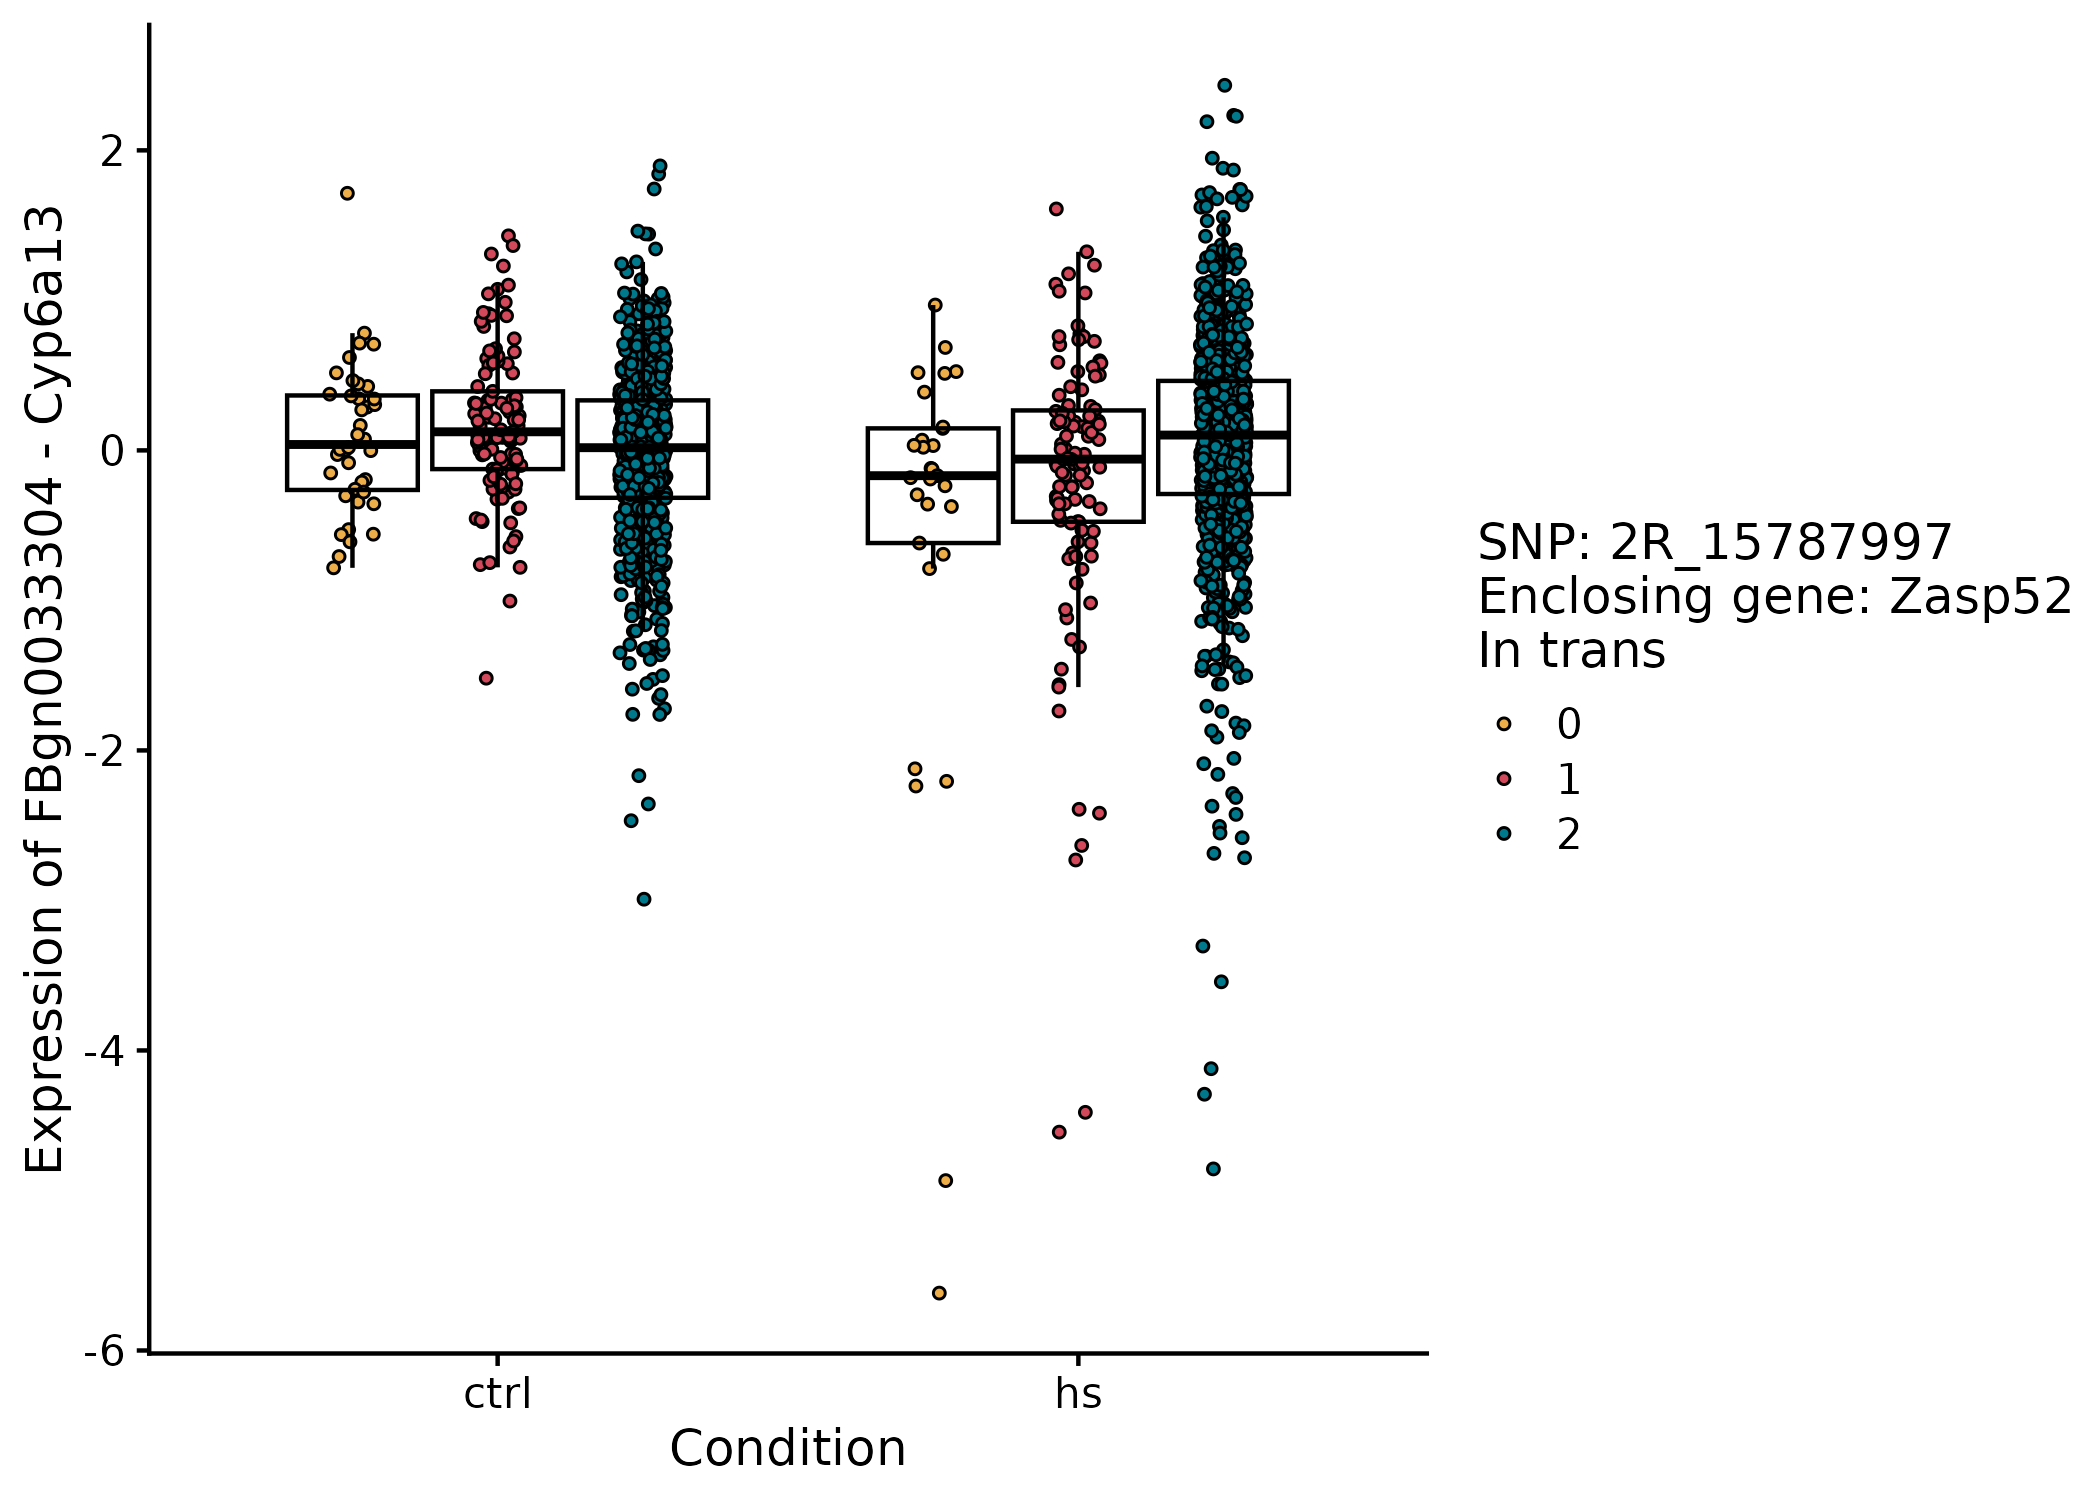 Expression of FBgn0033304 - Cyp6a13
2
0
-2
-4
-6
ctrl
hs
Condition
SNP: 2R_15787997
Enclosing gene: Zasp52
In trans
0
1
2